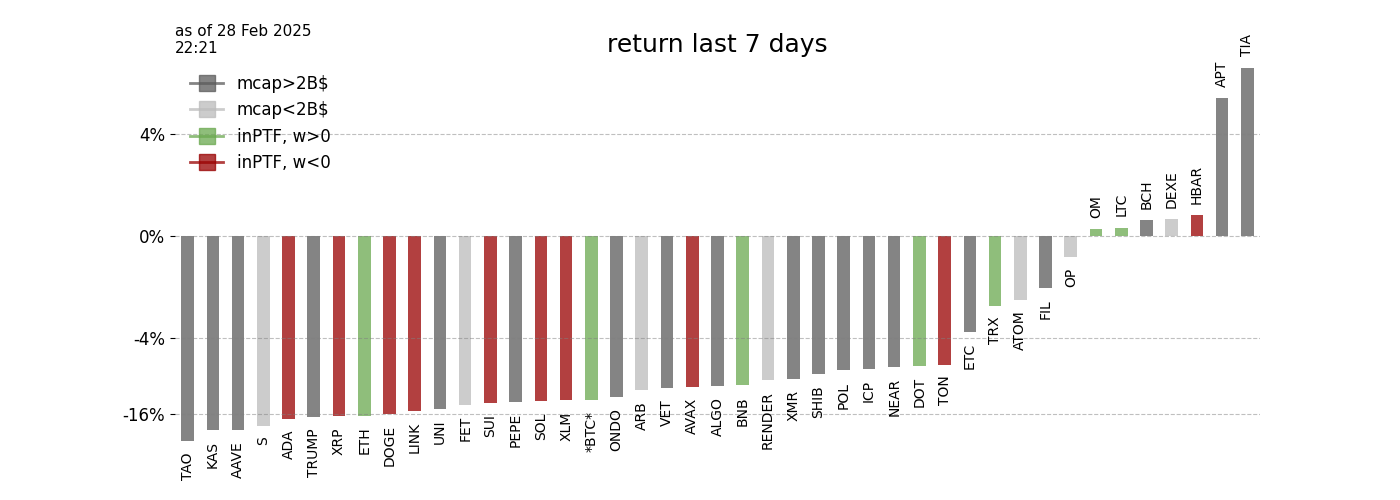 as of 28 Feb 2025
22:21
return last 7 days
mcap>2B$
mcap<2B$
inPTF, w>0
inPTF, w<0
4%
0%
-4%
-16%
TAO
KAS
AAVE
S
ADA
TRUMP
XRP
ETH
DOGE
LINK
UNI
FET
SUI
PEPE
SOL
XLM
*BTC*
ONDO
ARB
VET
AVAX
ALGO
BNB
RENDER
XMR
SHIB
POL
ICP
NEAR
DOT
TON
ETC
TRX
ATOM
FIL
OP
OM
LTC
BCH
DEXE
HBAR
APT
TIA